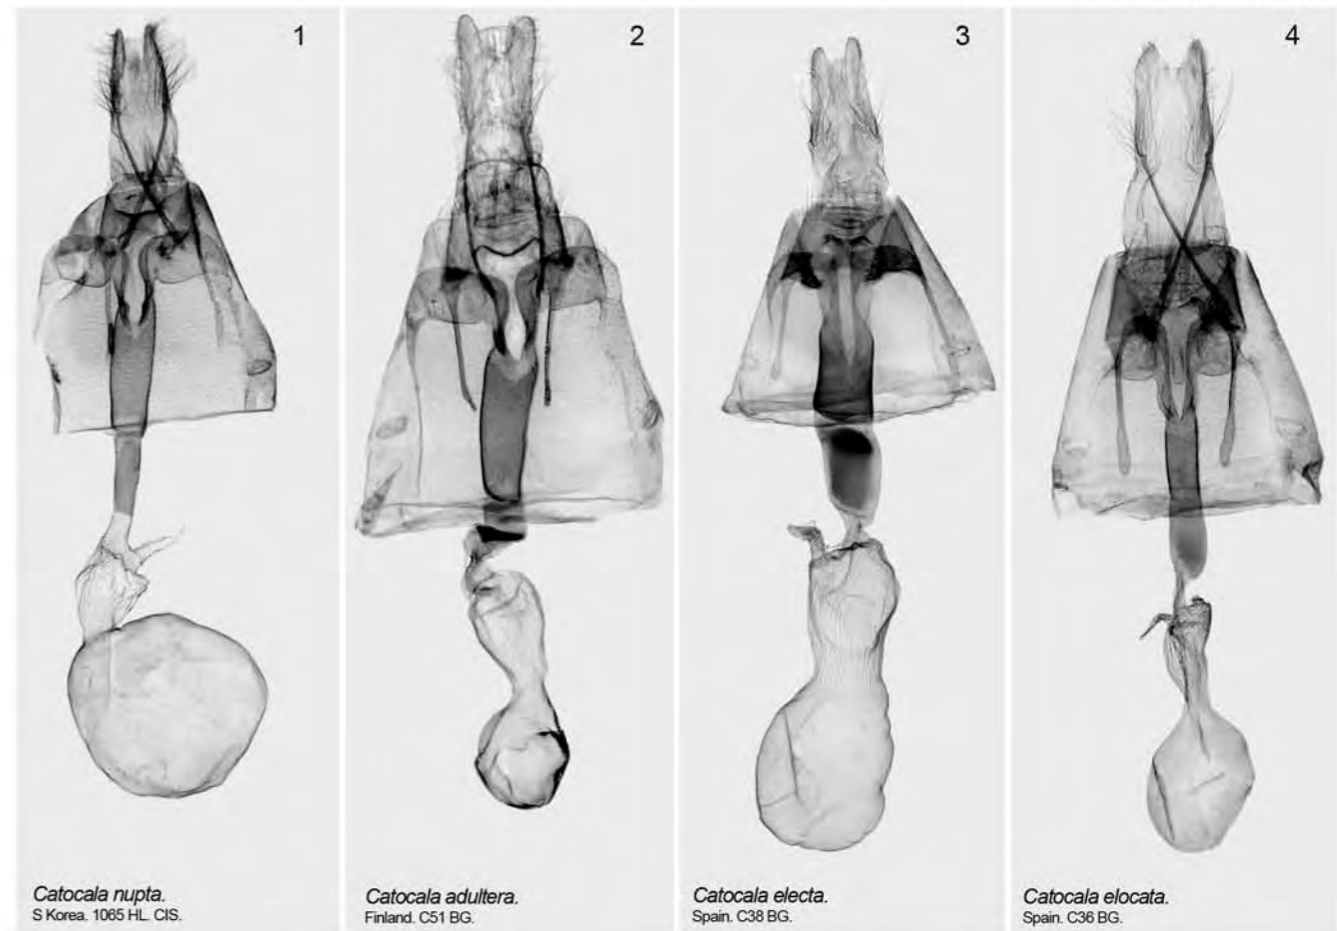 1
2
3
4
Catocala nupta.
S Korea. 1065 HL. CIS.
Catocala adultera.
Finland. C51 BG.
Catocala electa.
Spain. C38 BG.
Catocala elocata.
Spain. C36 BG.